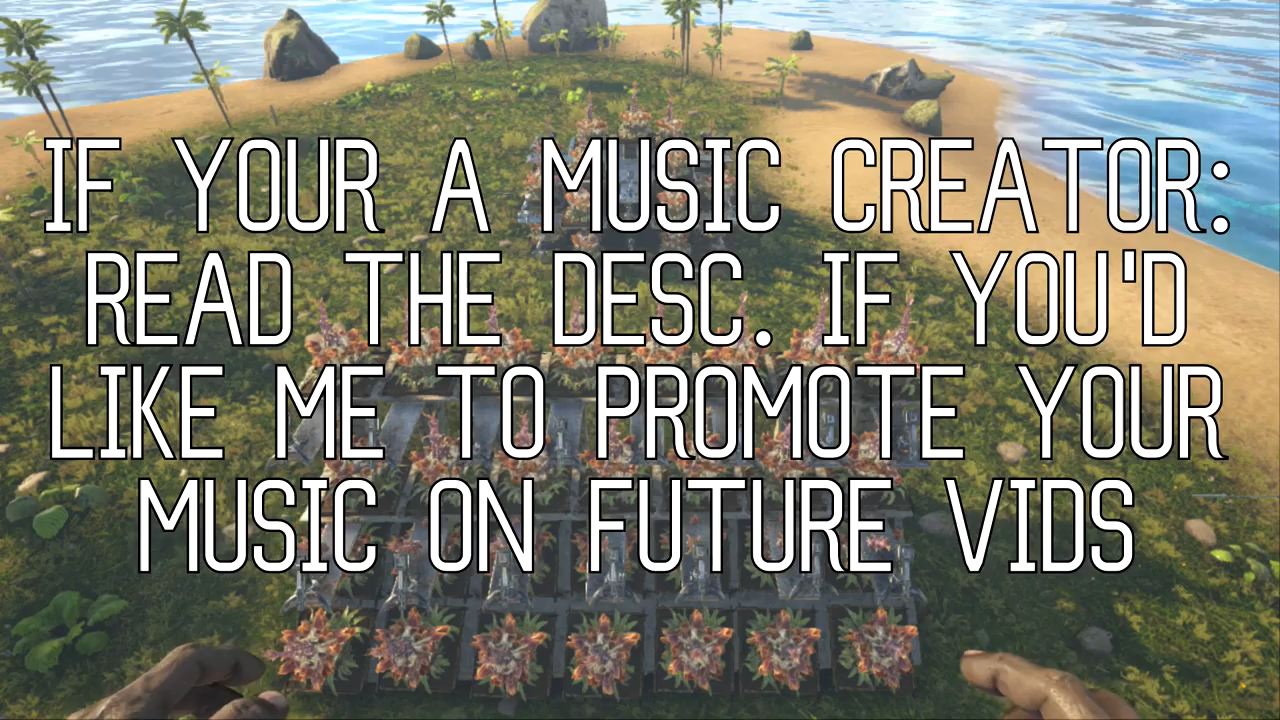 IF YOUR A MUSIC CREATOR:
READ THE DESC. IF YOU'D
LIKE ME TO PROMOTE YOUR
MUSIC ON FUTURE VIDS